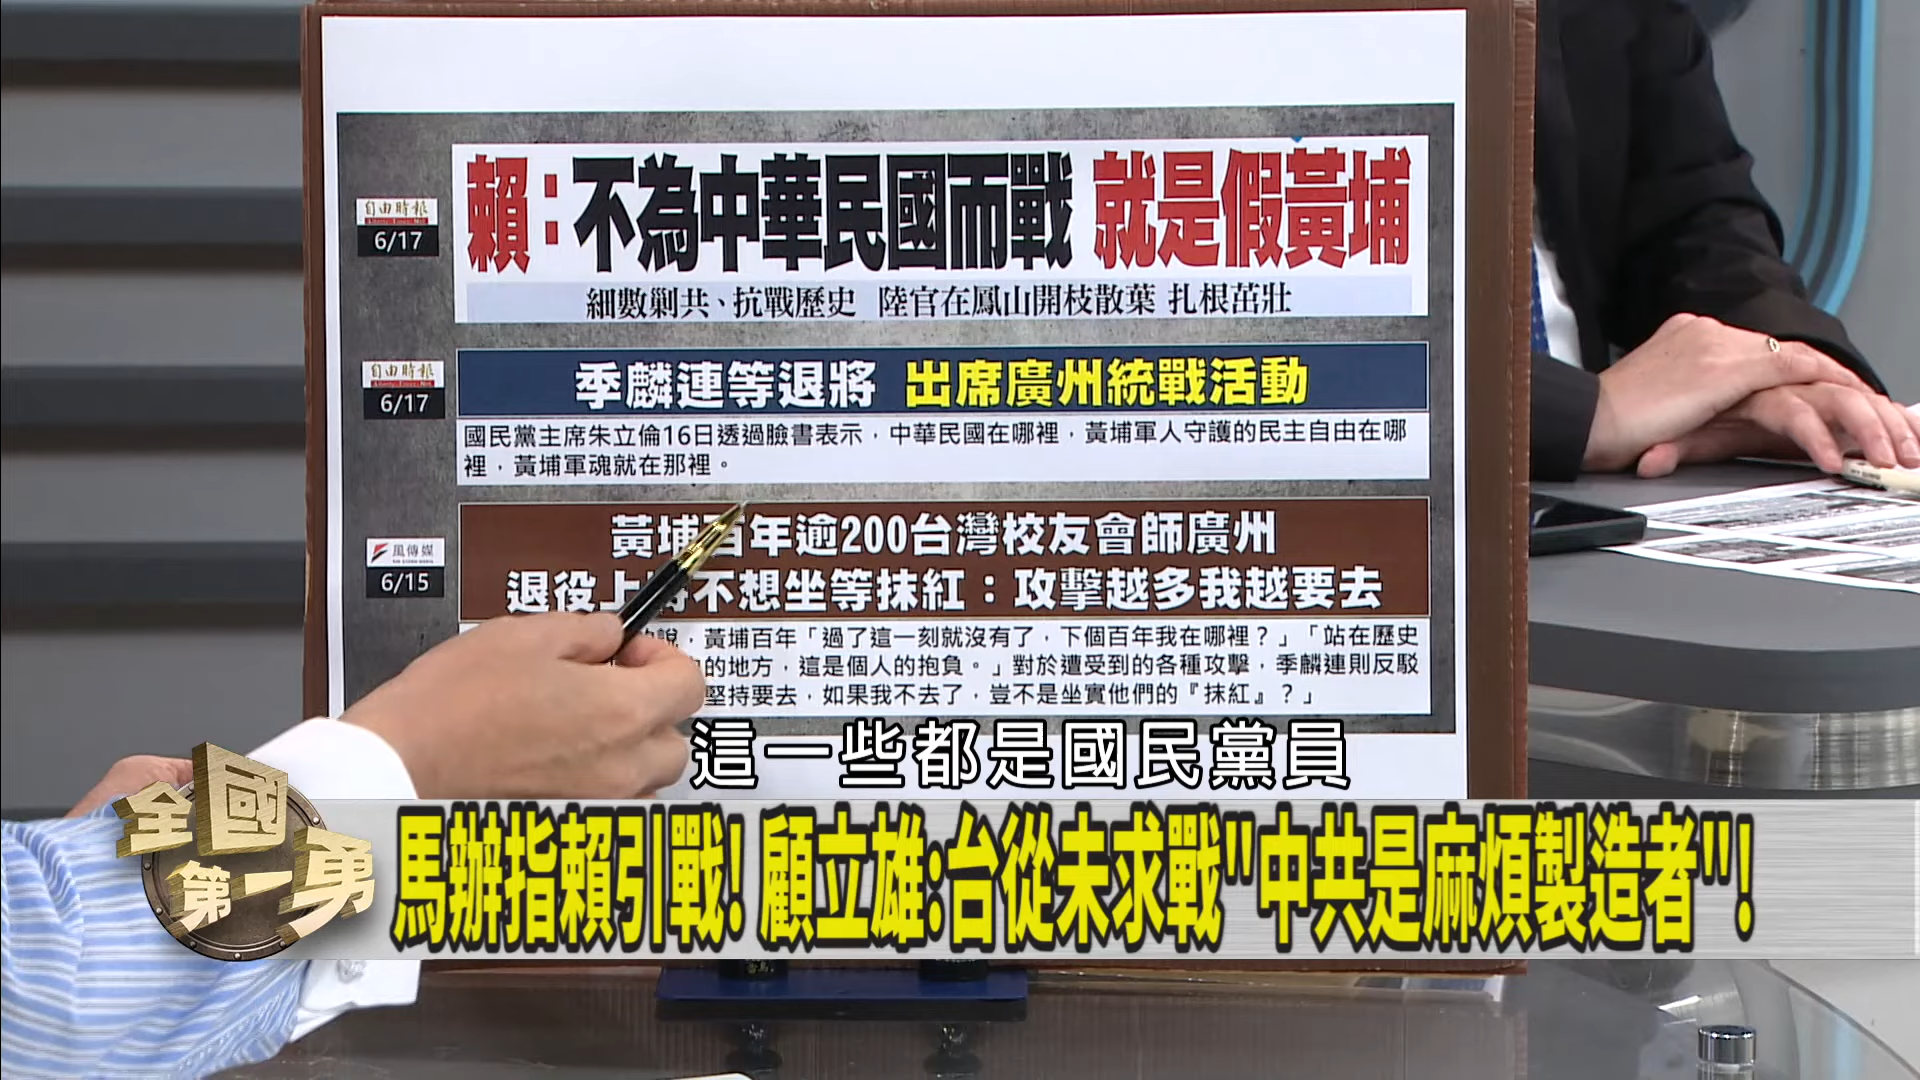 自由時報
6/17
賴：不為中華民國而戰 就是假黃埔
細數剿共、抗戰歷史 陸官在鳳山開枝散葉 扎根茁壯
自由時報
6/17
季麟連等退將 出席廣州統戰活動
國民黨主席朱立倫16日透過臉書表示，中華民國在哪裡，黃埔軍人守護的民主自由在哪
裡，黃埔軍魂就在那裡。
風傳媒
6/15
黃埔百年逾200台灣校友會師廣州
退役上將不想坐等抹紅：攻擊越多我越要去
說，黃埔百年「過了這一刻就沒有了，下個百年我在哪裡？」「站在歷史
的地方，這是個人的抱負。」對於遭受到的各種攻擊，季麟連則反駁
堅持要去，如果我不去了，豈不是坐實他們的『抹紅』？」
這一些都是國民黨員
全國第一勇
馬辦指賴引戰! 顧立雄:台從未求戰"中共是麻煩製造者"!